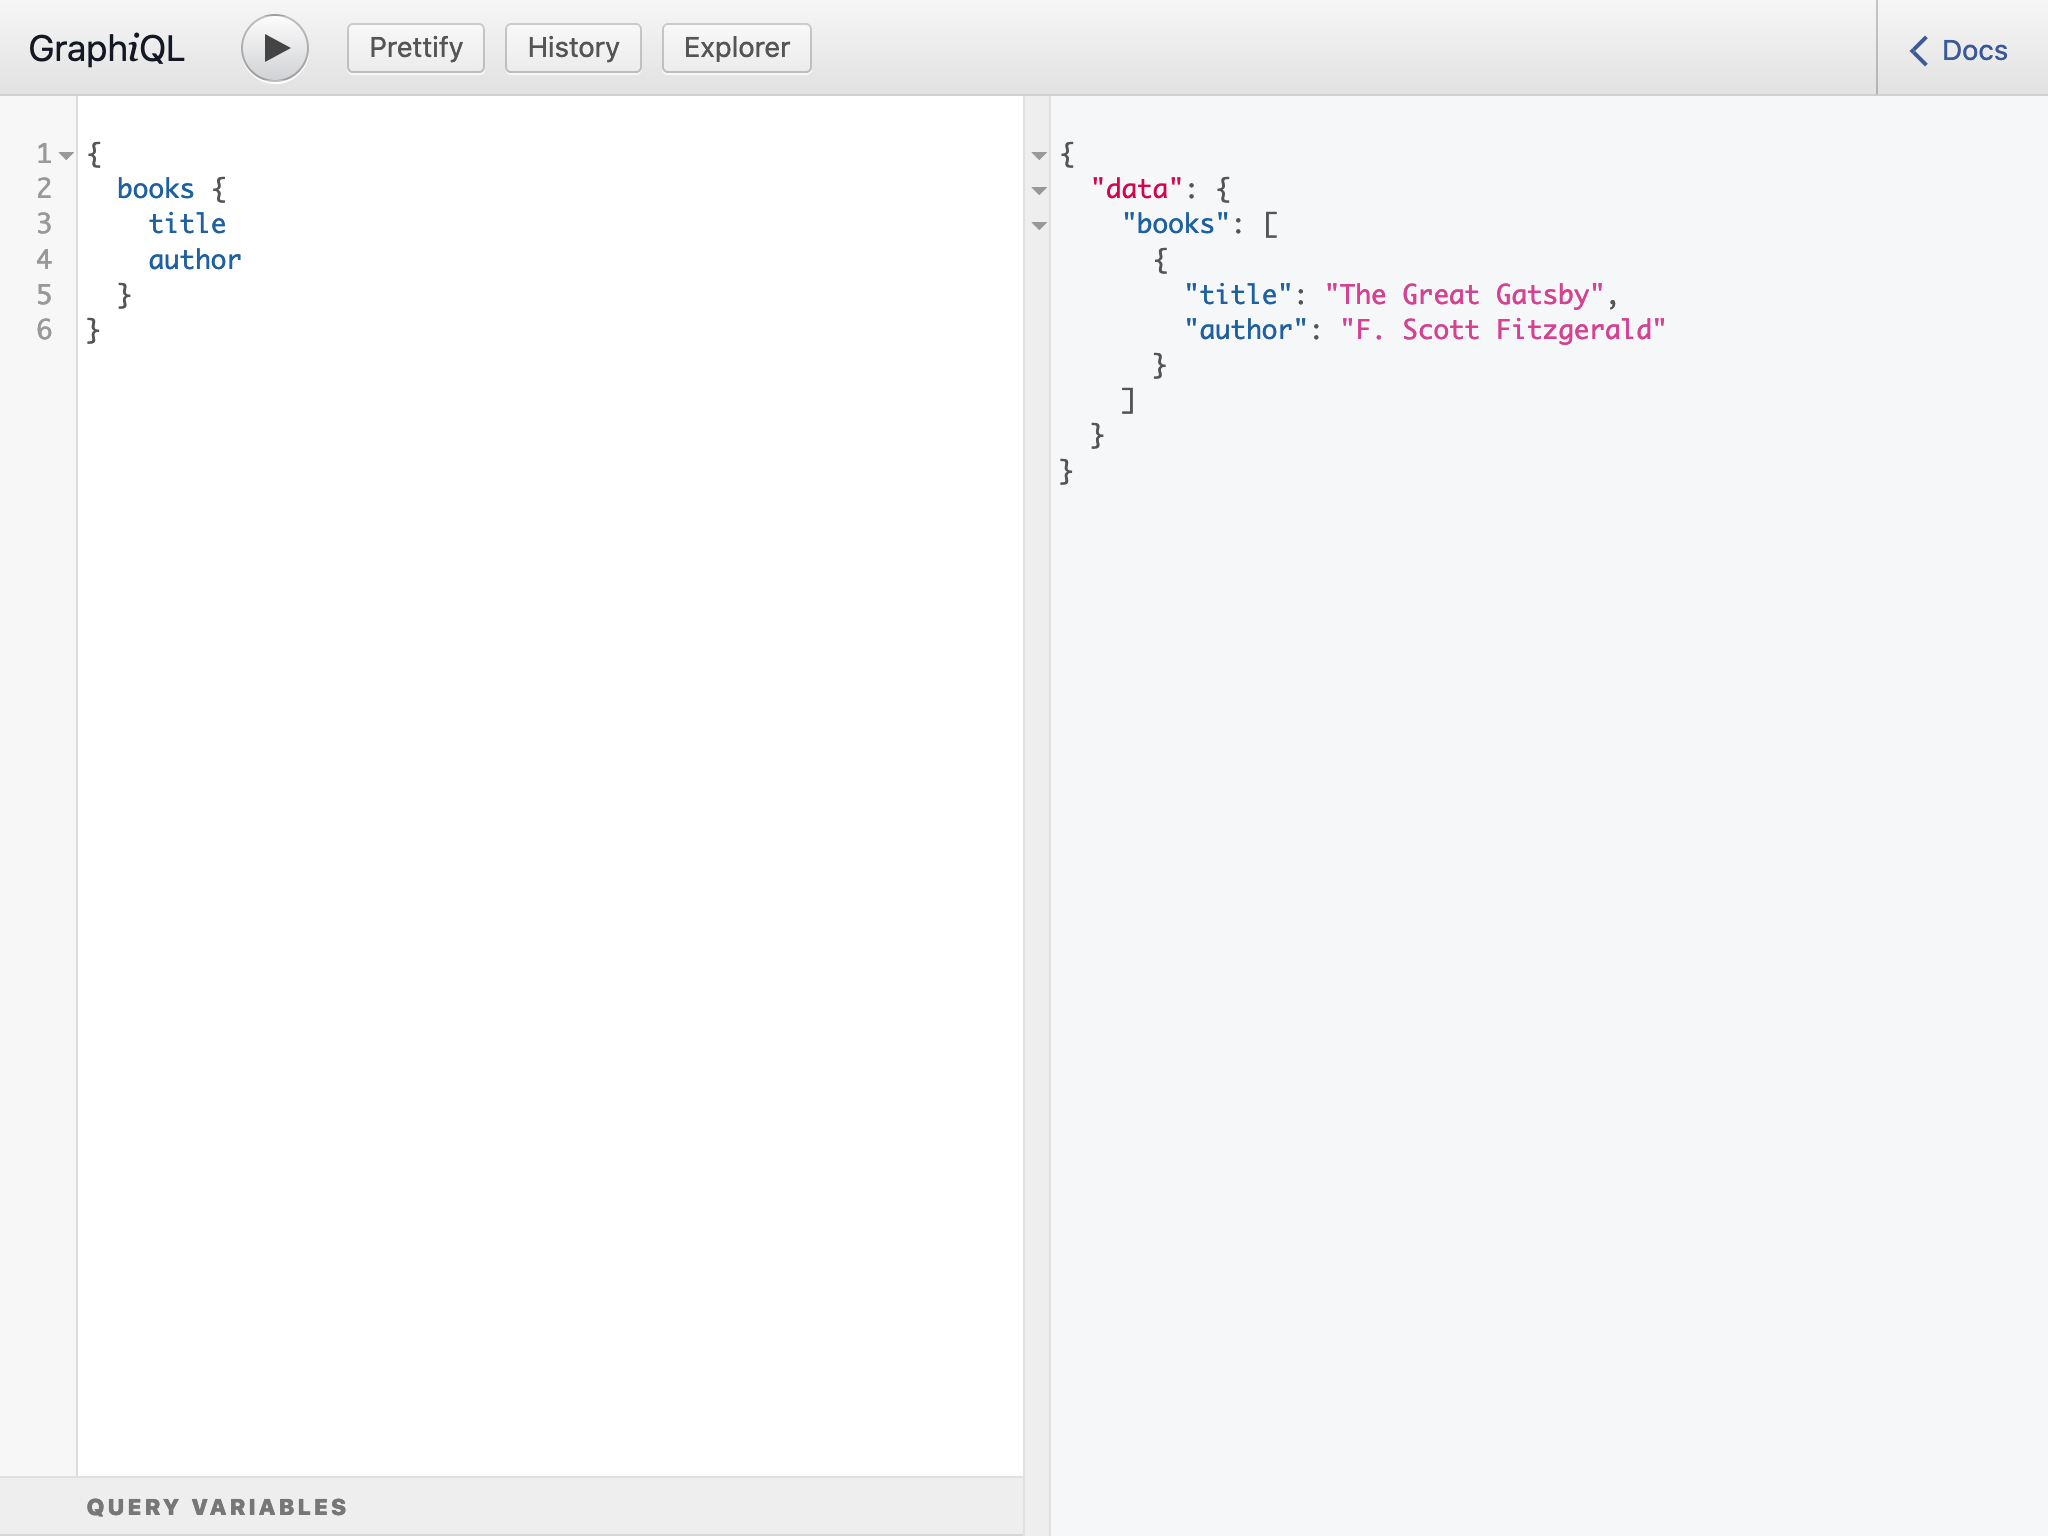 GraphiQL Prettify History Explorer Docs
1 {
2 books {
3 title
4 author
5 }
6 }
QUERY VARIABLES
{
"data": {
"books": [
{
"title": "The Great Gatsby",
"author": "F. Scott Fitzgerald"
}
]
}
}